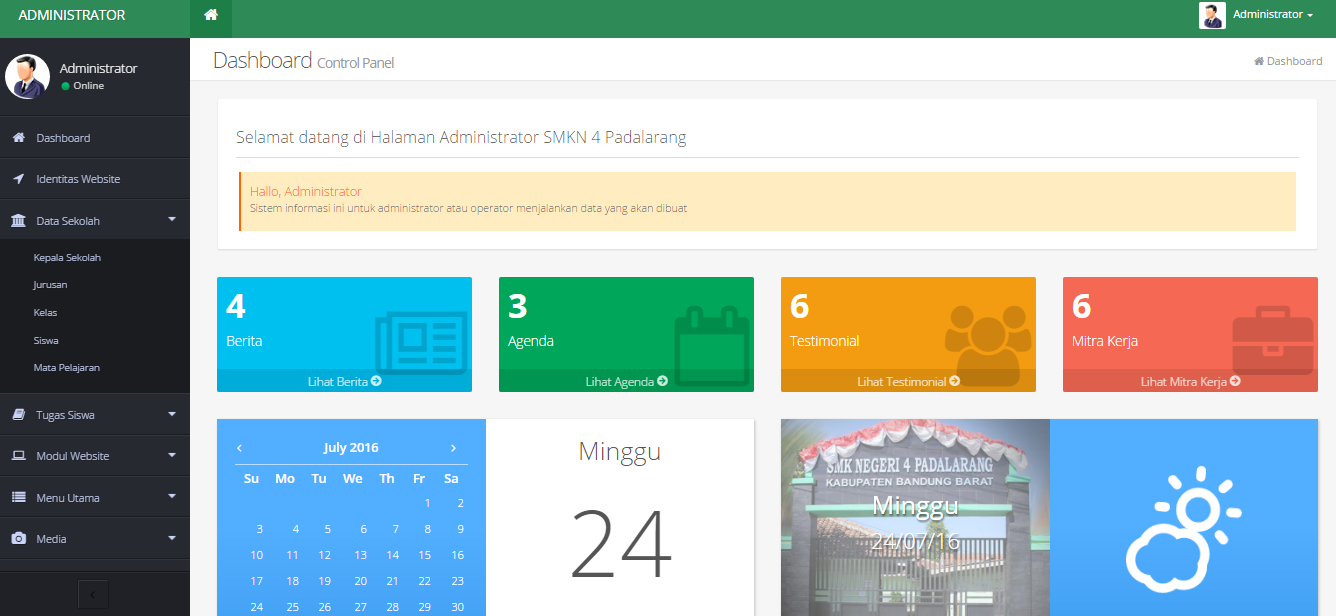 ADMINISTRATOR
Administrator
Administrator
Online
Dashboard
Identitas Website
Data Sekolah
Kepala Sekolah
Jurusan
Kelas
Siswa
Mata Pelajaran
Tugas Siswa
Modul Website
Menu Utama
Media
Dashboard Control Panel
Dashboard
Selamat datang di Halaman Administrator SMKN 4 Padalarang
Hallo, Administrator
Sistem informasi ini untuk administrator atau operator menjalankan data yang akan dibuat
4
Berita
Lihat Berita
3
Agenda
Lihat Agenda
6
Testimonial
Lihat Testimonial
6
Mitra Kerja
Lihat Mitra Kerja
July 2016
Su Mo Tu We Th Fr Sa
1 2
3 4 5 6 7 8 9
10 11 12 13 14 15 16
17 18 19 20 21 22 23
24 25 26 27 28 29 30
Minggu
24
SMK NEGERI 4 PADALARANG
KABUPATEN BANDUNG BARAT
Minggu
24/07/16